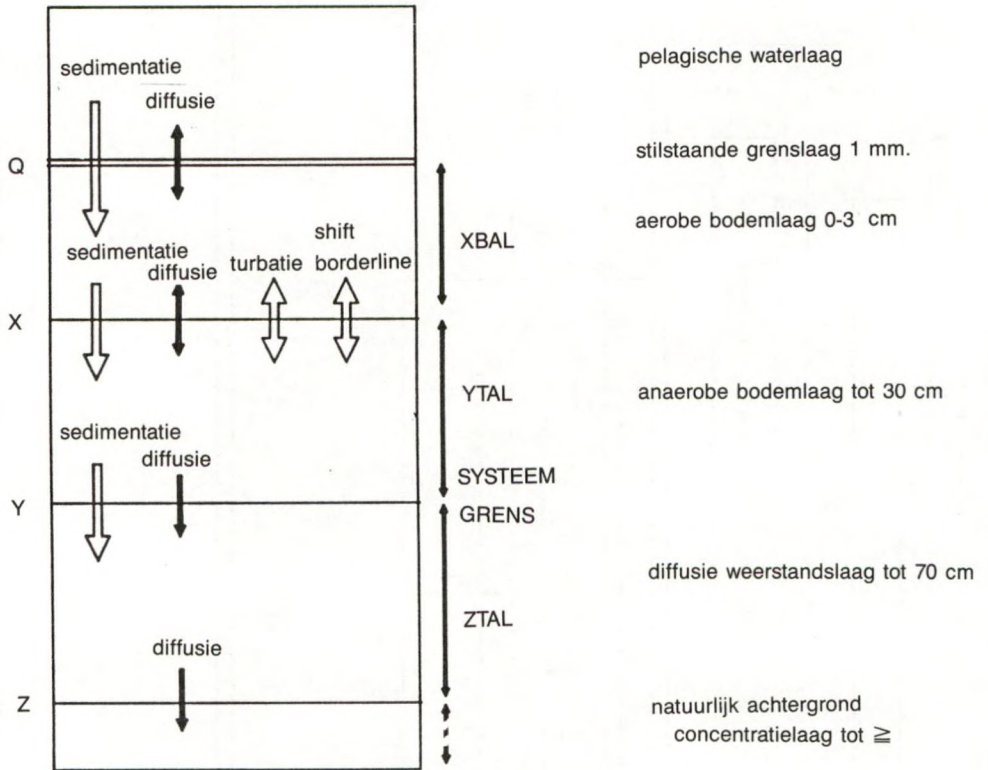 sedimentatie
pelagische waterlaag
diffusie
Q
stilstaande grenslaag 1 mm.
aerobe bodemlaag 0-3 cm
shift
XBAL
sedimentatie
diffusie
turbatie
borderline
X
YTAL
anaerobe bodemlaag tot 30 cm
sedimentatie
diffusie
SYSTEEM
Y
GRENS
diffusie weerstandslaag tot 70 cm
ZTAL
diffusie
Z
natuurlijk achtergrond
concentratielaag tot ≧